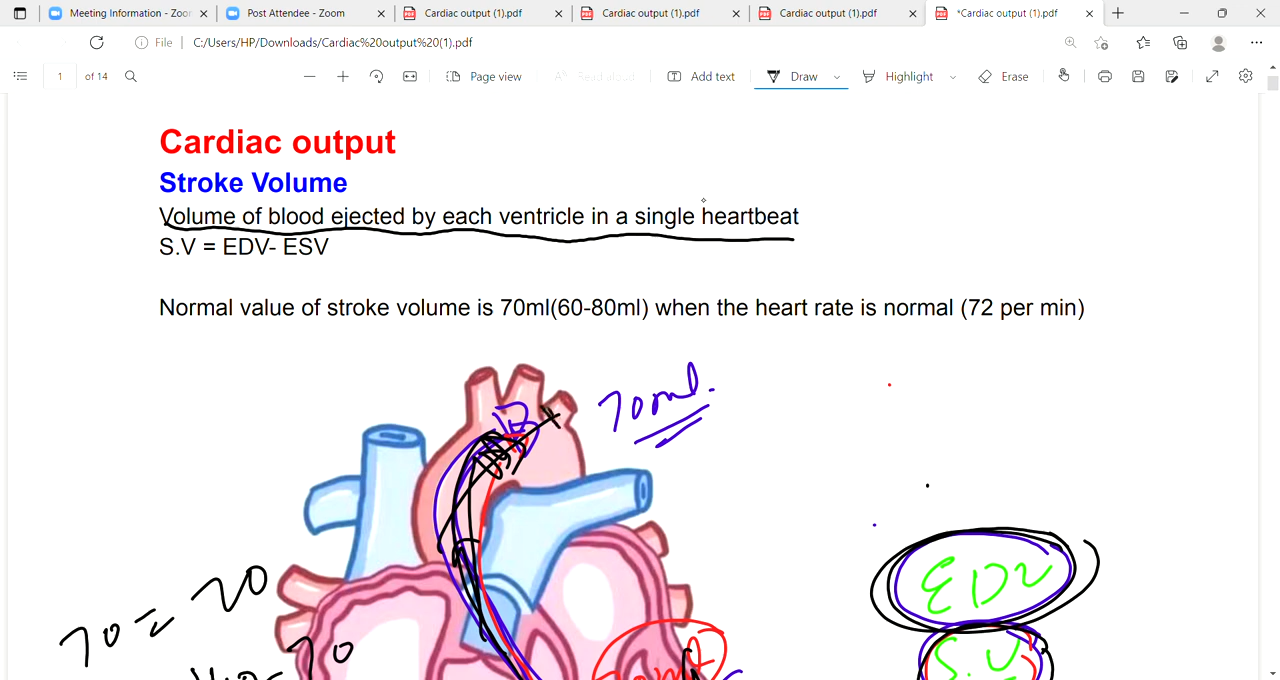 Meeting Information - Zoo
Post Attendee - Zoom
Cardiac output (1).pdf
Cardiac output (1).pdf
Cardiac output (1).pdf
*Cardiac output (1).pdf
File
C:/Users/HP/Downloads/Cardiac%20output%20(1).pdf
1 of 14
Page view
Read aloud
Add text
Draw
Highlight
Erase
Cardiac output
Stroke Volume
Volume of blood ejected by each ventricle in a single heartbeat
S.V = EDV- ESV
Normal value of stroke volume is 70ml(60-80ml) when the heart rate is normal (72 per min)
70ml.
EDV
70 = 70
S.V